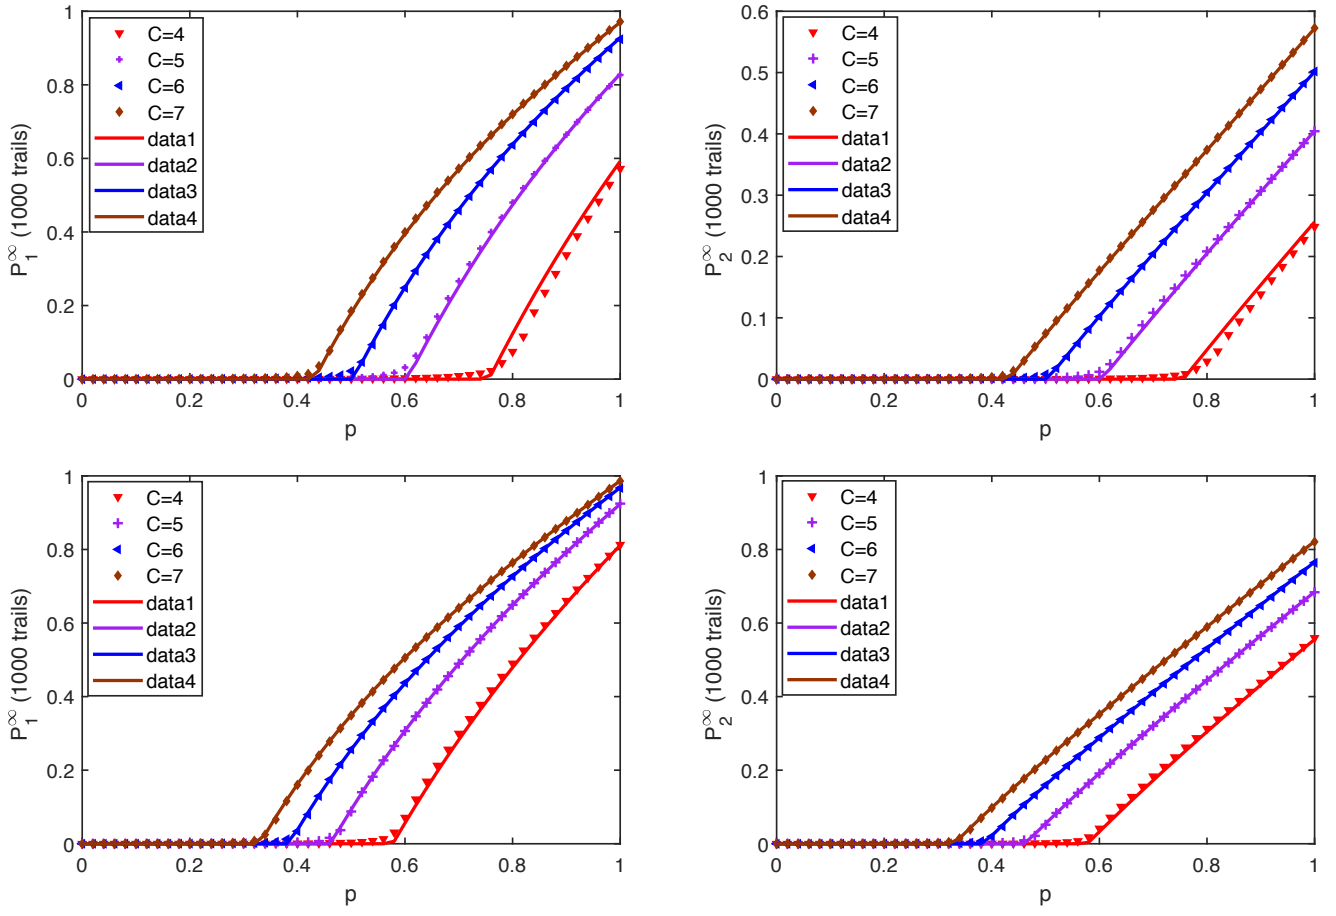 1
0.8
0.6
0.4
0.2
0
0 0.2 0.4 0.6 0.8 1
p
P₁^∞ (1000 trails)
C=4
C=5
C=6
C=7
data1
data2
data3
data4
0.6
0.5
0.4
0.3
0.2
0.1
0
0 0.2 0.4 0.6 0.8 1
p
P₂^∞ (1000 trails)
C=4
C=5
C=6
C=7
data1
data2
data3
data4
1
0.8
0.6
0.4
0.2
0
0 0.2 0.4 0.6 0.8 1
p
P₁^∞ (1000 trails)
C=4
C=5
C=6
C=7
data1
data2
data3
data4
1
0.8
0.6
0.4
0.2
0
0 0.2 0.4 0.6 0.8 1
p
P₂^∞ (1000 trails)
C=4
C=5
C=6
C=7
data1
data2
data3
data4